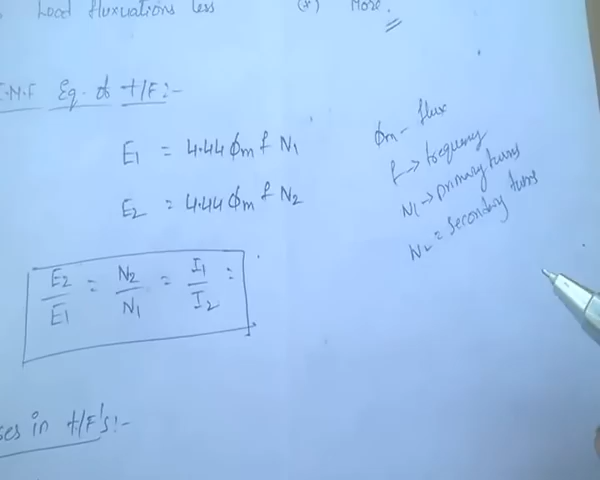 Load fluxuations less (*) More.
E.M.F Eq. of t/F:-
E1 = 4.44 ϕm f N1
E2 = 4.44 ϕm f N2
ϕm - flux
f → frequency
N1 → primary turns
N2 = Secondary turns
E2/E1 = N2/N1 = I1/I2 =
in t/F's:-